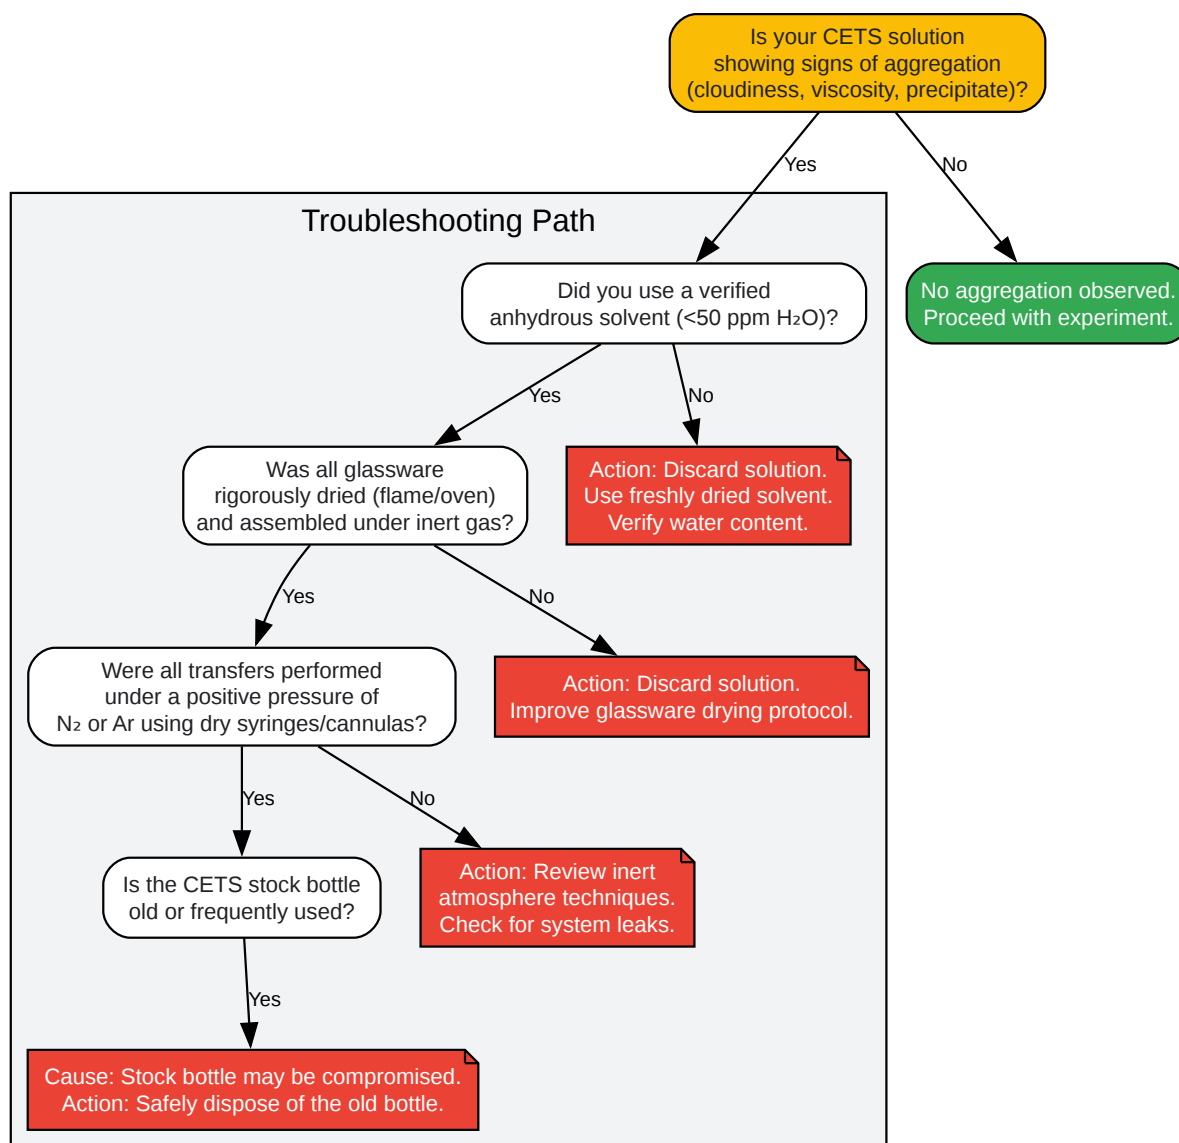 Is your CETS solution
showing signs of aggregation
(cloudiness, viscosity, precipitate)?
Yes
No
Troubleshooting Path
Did you use a verified
anhydrous solvent (<50 ppm H₂O)?
No aggregation observed.
Proceed with experiment.
Yes
No
Was all glassware
rigorously dried (flame/oven)
and assembled under inert gas?
Action: Discard solution.
Use freshly dried solvent.
Verify water content.
Yes
No
Were all transfers performed
under a positive pressure of
N₂ or Ar using dry syringes/cannulas?
Action: Discard solution.
Improve glassware drying protocol.
Yes
No
Is the CETS stock bottle
old or frequently used?
Action: Review inert
atmosphere techniques.
Check for system leaks.
Yes
Cause: Stock bottle may be compromised.
Action: Safely dispose of the old bottle.